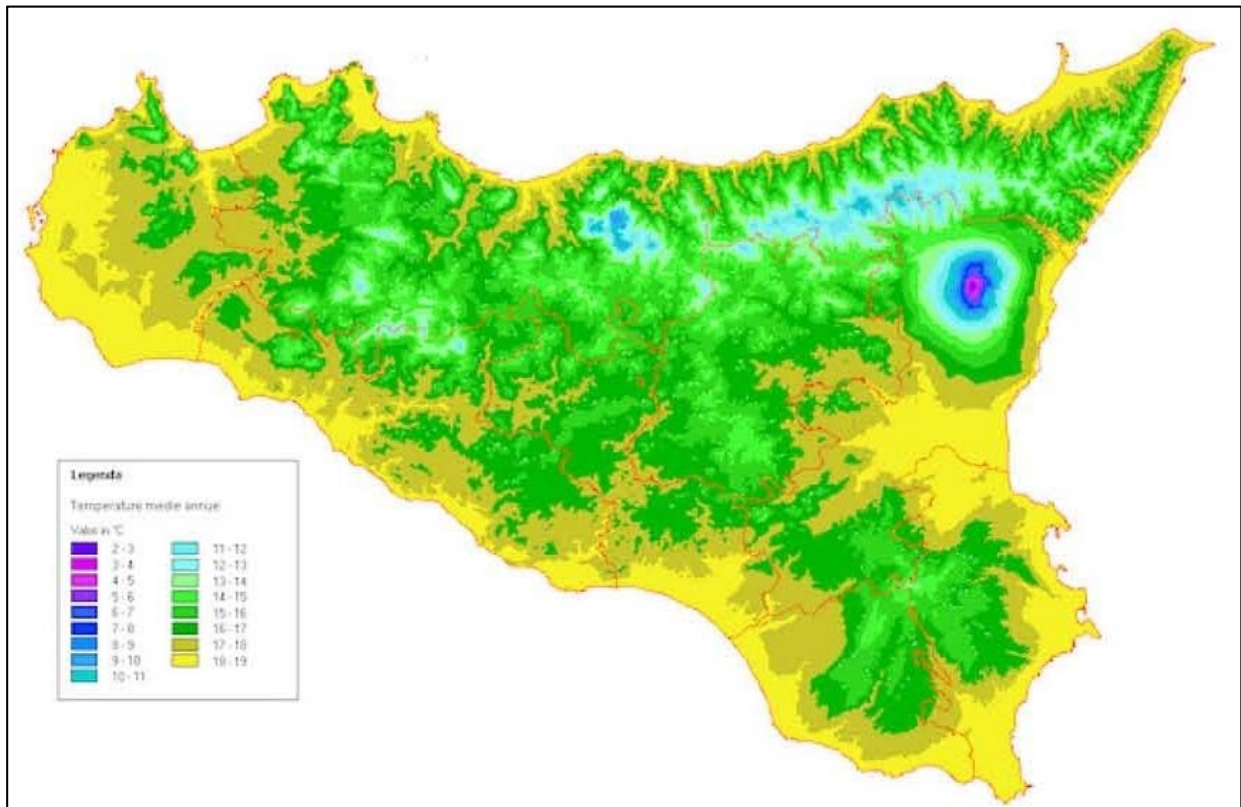 Legenda
Temperature medie annue
Valori in °C
2 - 3
3 - 4
4 - 5
5 - 6
6 - 7
7 - 8
8 - 9
9 - 10
10 - 11
11 - 12
12 - 13
13 - 14
14 - 15
15 - 16
16 - 17
17 - 18
18 - 19